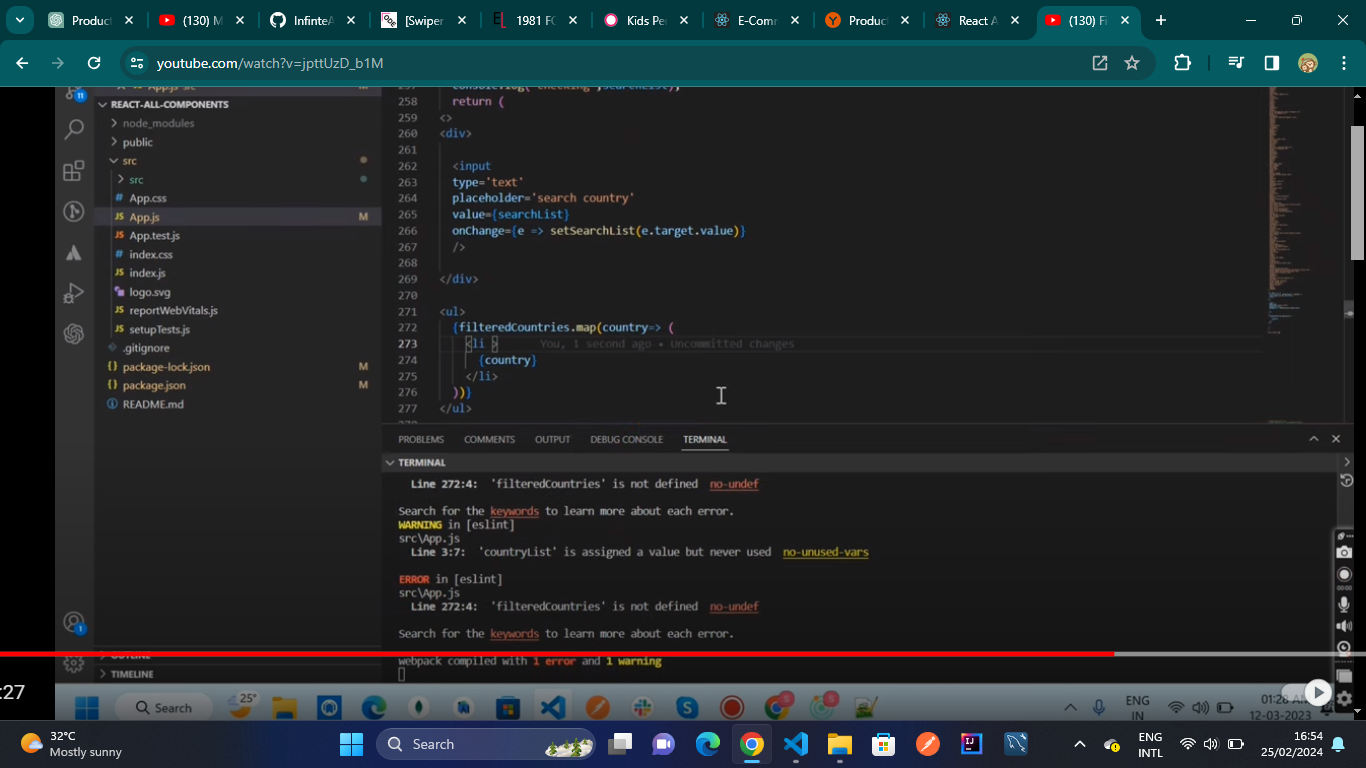 Product
(130) M
GitHub InfinteA
[Swiper
1981 FC
Kids Pe
E-Comm
Product
React A
(130) Fi
youtube.com/watch?v=jpttUzD_b1M
REACT-ALL-COMPONENTS
node_modules
public
src
src
App.css
App.js M
App.test.js
index.css
index.js
logo.svg
reportWebVitals.js
setupTests.js
.gitignore
package-lock.json M
package.json M
README.md
OUTLINE
TIMELINE
258 return (
259 <>
260 <div>
261
262 <input
263 type='text'
264 placeholder='search country'
265 value={searchList}
266 onChange={e => setSearchList(e.target.value)}
267 />
268
269 </div>
270
271 <ul>
272 {filteredCountries.map(country=> (
273 <li > You, 1 second ago • Uncommitted changes
274 {country}
275 </li>
276 ))}
277 </ul>
PROBLEMS COMMENTS OUTPUT DEBUG CONSOLE TERMINAL
TERMINAL
Line 272:4: 'filteredCountries' is not defined no-undef
Search for the keywords to learn more about each error.
WARNING in [eslint]
src\App.js
Line 3:7: 'countryList' is assigned a value but never used no-unused-vars
ERROR in [eslint]
src\App.js
Line 272:4: 'filteredCountries' is not defined no-undef
Search for the keywords to learn more about each error.
webpack compiled with 1 error and 1 warning
:27
Search
25°
ENG
IN
01:28 AM
12-03-2023
32°C
Mostly sunny
Search
ENG
INTL
16:54
25/02/2024